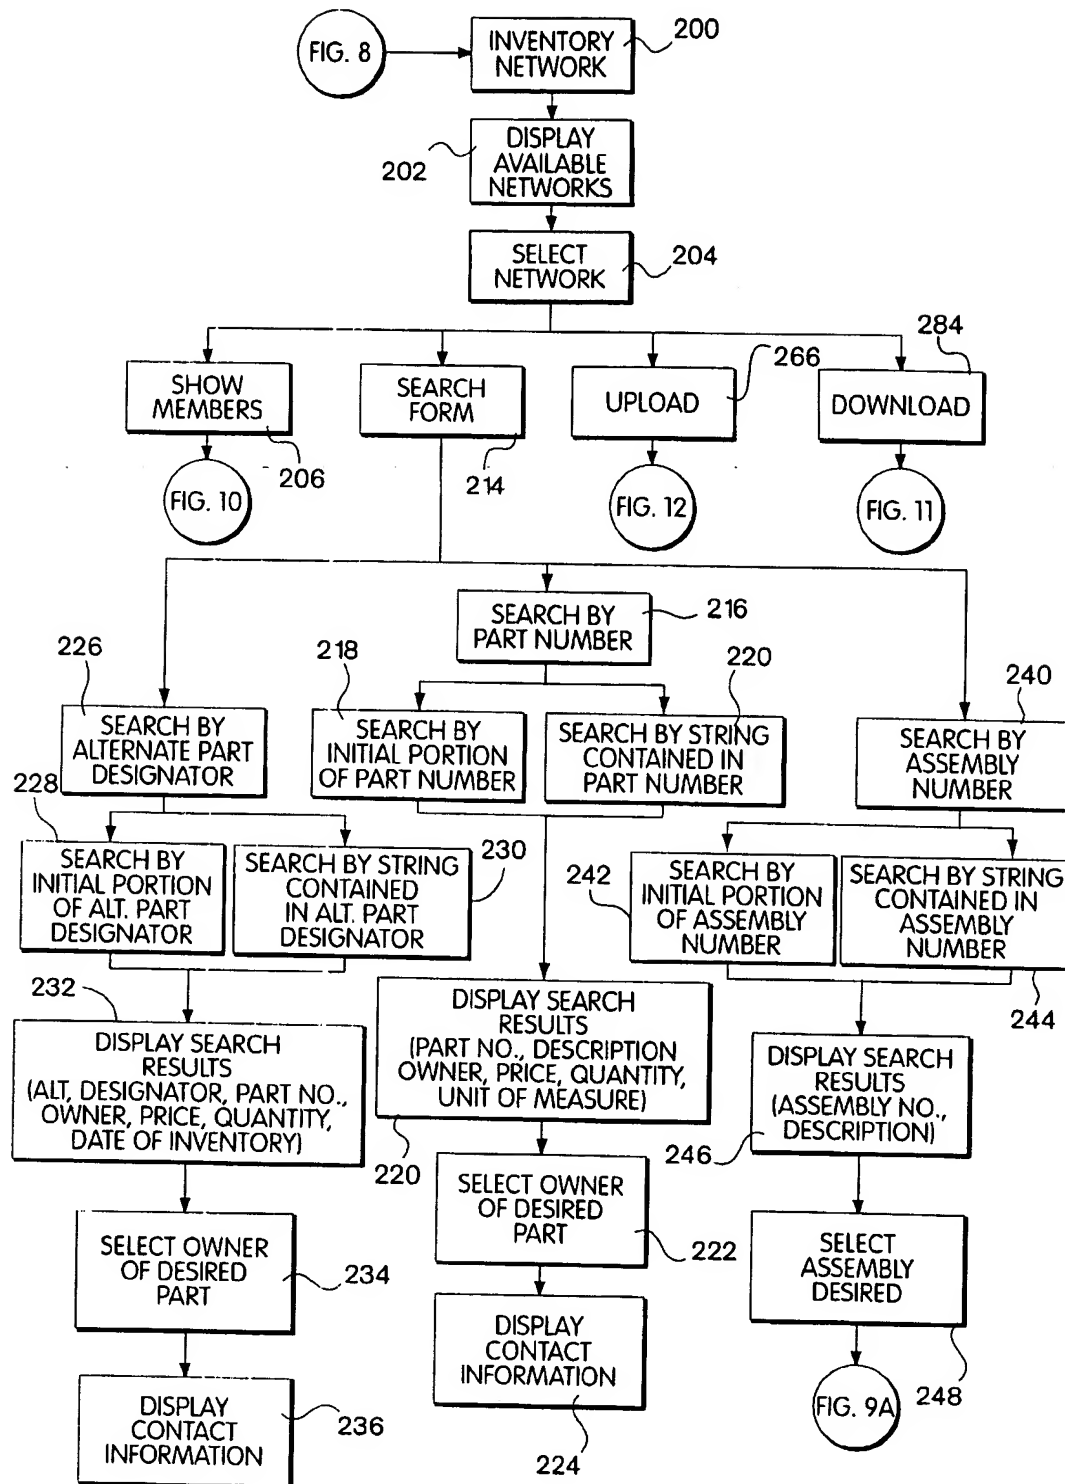 FIG. 8
INVENTORY
NETWORK
200
DISPLAY
AVAILABLE
NETWORKS
202
SELECT
NETWORK
204
SHOW
MEMBERS
206
SEARCH
FORM
214
UPLOAD
266
DOWNLOAD
284
FIG. 10
FIG. 12
FIG. 11
SEARCH BY
PART NUMBER
216
226
SEARCH BY
ALTERNATE PART
DESIGNATOR
218
SEARCH BY
INITIAL PORTION
OF PART NUMBER
220
SEARCH BY STRING
CONTAINED IN
PART NUMBER
240
SEARCH BY
ASSEMBLY
NUMBER
228
SEARCH BY
INITIAL PORTION
OF ALT. PART
DESIGNATOR
SEARCH BY STRING
CONTAINED
IN ALT. PART
DESIGNATOR
230
242
SEARCH BY
INITIAL PORTION
OF ASSEMBLY
NUMBER
SEARCH BY STRING
CONTAINED IN
ASSEMBLY
NUMBER
244
232
DISPLAY SEARCH
RESULTS
(ALT, DESIGNATOR, PART NO.,
OWNER, PRICE, QUANTITY,
DATE OF INVENTORY)
DISPLAY SEARCH
RESULTS
(PART NO., DESCRIPTION
OWNER, PRICE, QUANTITY,
UNIT OF MEASURE)
220
DISPLAY SEARCH
RESULTS
(ASSEMBLY NO.,
DESCRIPTION)
246
SELECT OWNER
OF DESIRED
PART
234
SELECT OWNER
OF DESIRED
PART
222
SELECT
ASSEMBLY
DESIRED
248
DISPLAY
CONTACT
INFORMATION
236
DISPLAY
CONTACT
INFORMATION
224
FIG. 9A